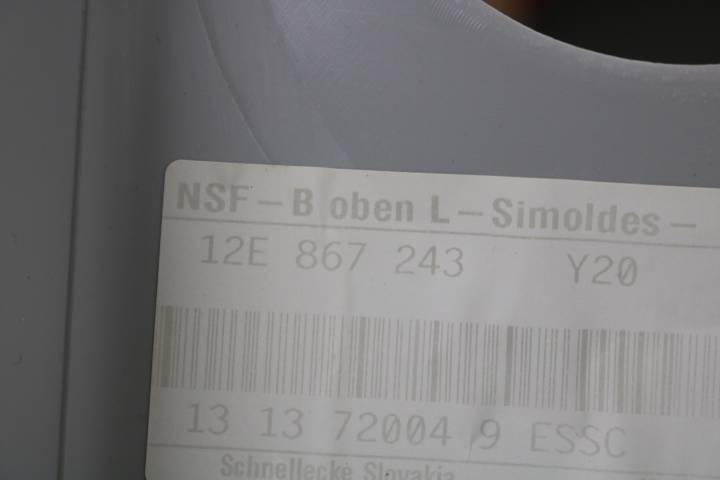 NSF – B oben L – Simoldes –
12E 867 243 Y20
13 13 72004 9 ESSC
Schnellecke Slovakia